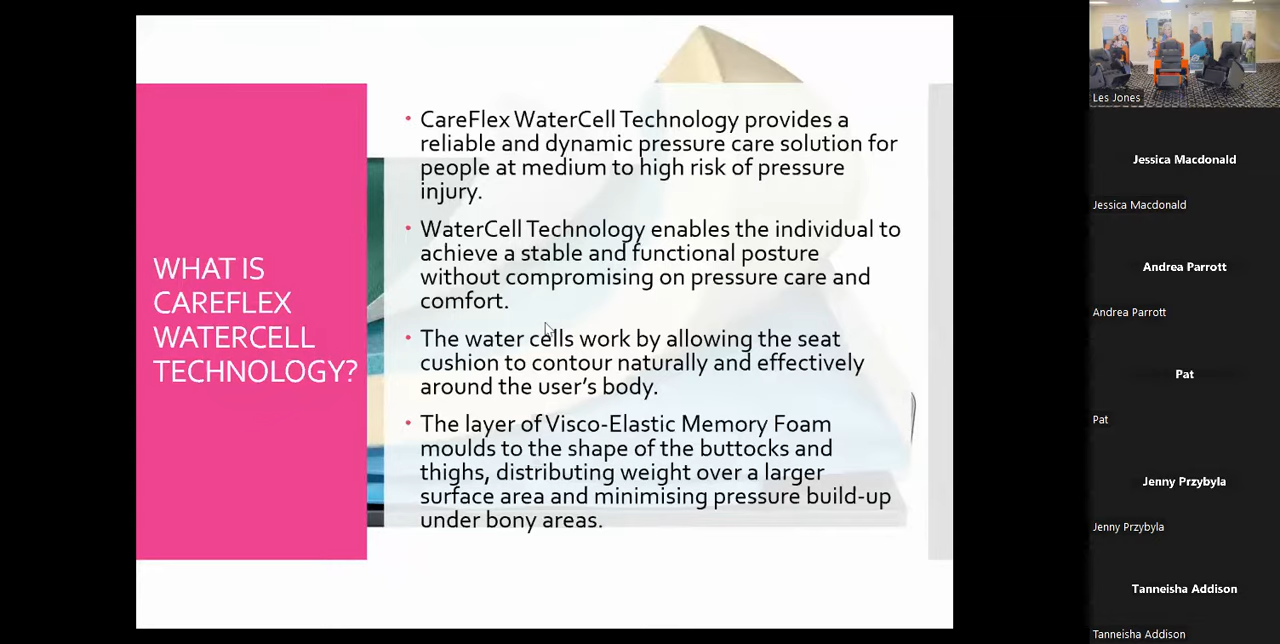 WHAT IS
CAREFLEX
WATERCELL
TECHNOLOGY?
• CareFlex WaterCell Technology provides a
reliable and dynamic pressure care solution for
people at medium to high risk of pressure
injury.
• WaterCell Technology enables the individual to
achieve a stable and functional posture
without compromising on pressure care and
comfort.
• The water cells work by allowing the seat
cushion to contour naturally and effectively
around the user's body.
• The layer of Visco-Elastic Memory Foam
moulds to the shape of the buttocks and
thighs, distributing weight over a larger
surface area and minimising pressure build-up
under bony areas.
Les Jones
Jessica Macdonald
Jessica Macdonald
Andrea Parrott
Andrea Parrott
Pat
Pat
Jenny Przybyla
Jenny Przybyla
Tanneisha Addison
Tanneisha Addison